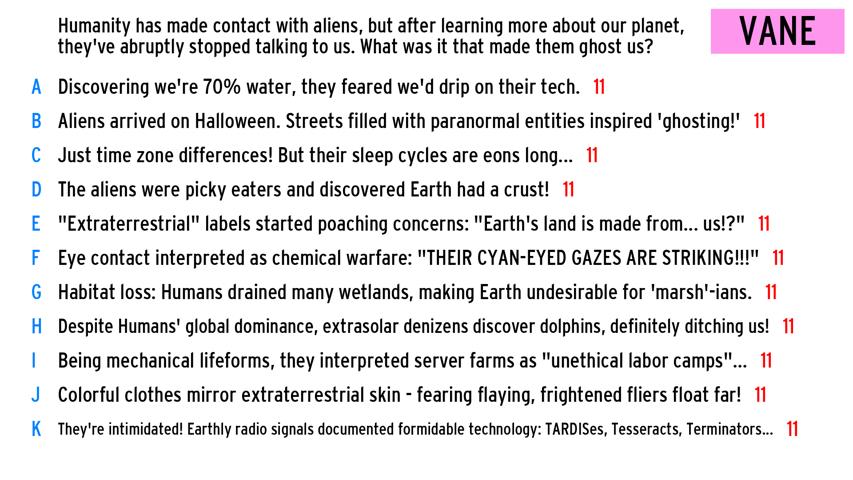 Humanity has made contact with aliens, but after learning more about our planet,
they've abruptly stopped talking to us. What was it that made them ghost us?
VANE
A Discovering we're 70% water, they feared we'd drip on their tech. 11
B Aliens arrived on Halloween. Streets filled with paranormal entities inspired 'ghosting!' 11
C Just time zone differences! But their sleep cycles are eons long... 11
D The aliens were picky eaters and discovered Earth had a crust! 11
E "Extraterrestrial" labels started poaching concerns: "Earth's land is made from... us!?" 11
F Eye contact interpreted as chemical warfare: "THEIR CYAN-EYED GAZES ARE STRIKING!!!" 11
G Habitat loss: Humans drained many wetlands, making Earth undesirable for 'marsh'-ians. 11
H Despite Humans' global dominance, extrasolar denizens discover dolphins, definitely ditching us! 11
I Being mechanical lifeforms, they interpreted server farms as "unethical labor camps"... 11
J Colorful clothes mirror extraterrestrial skin - fearing flaying, frightened fliers float far! 11
K They're intimidated! Earthly radio signals documented formidable technology: TARDISes, Tesseracts, Terminators... 11